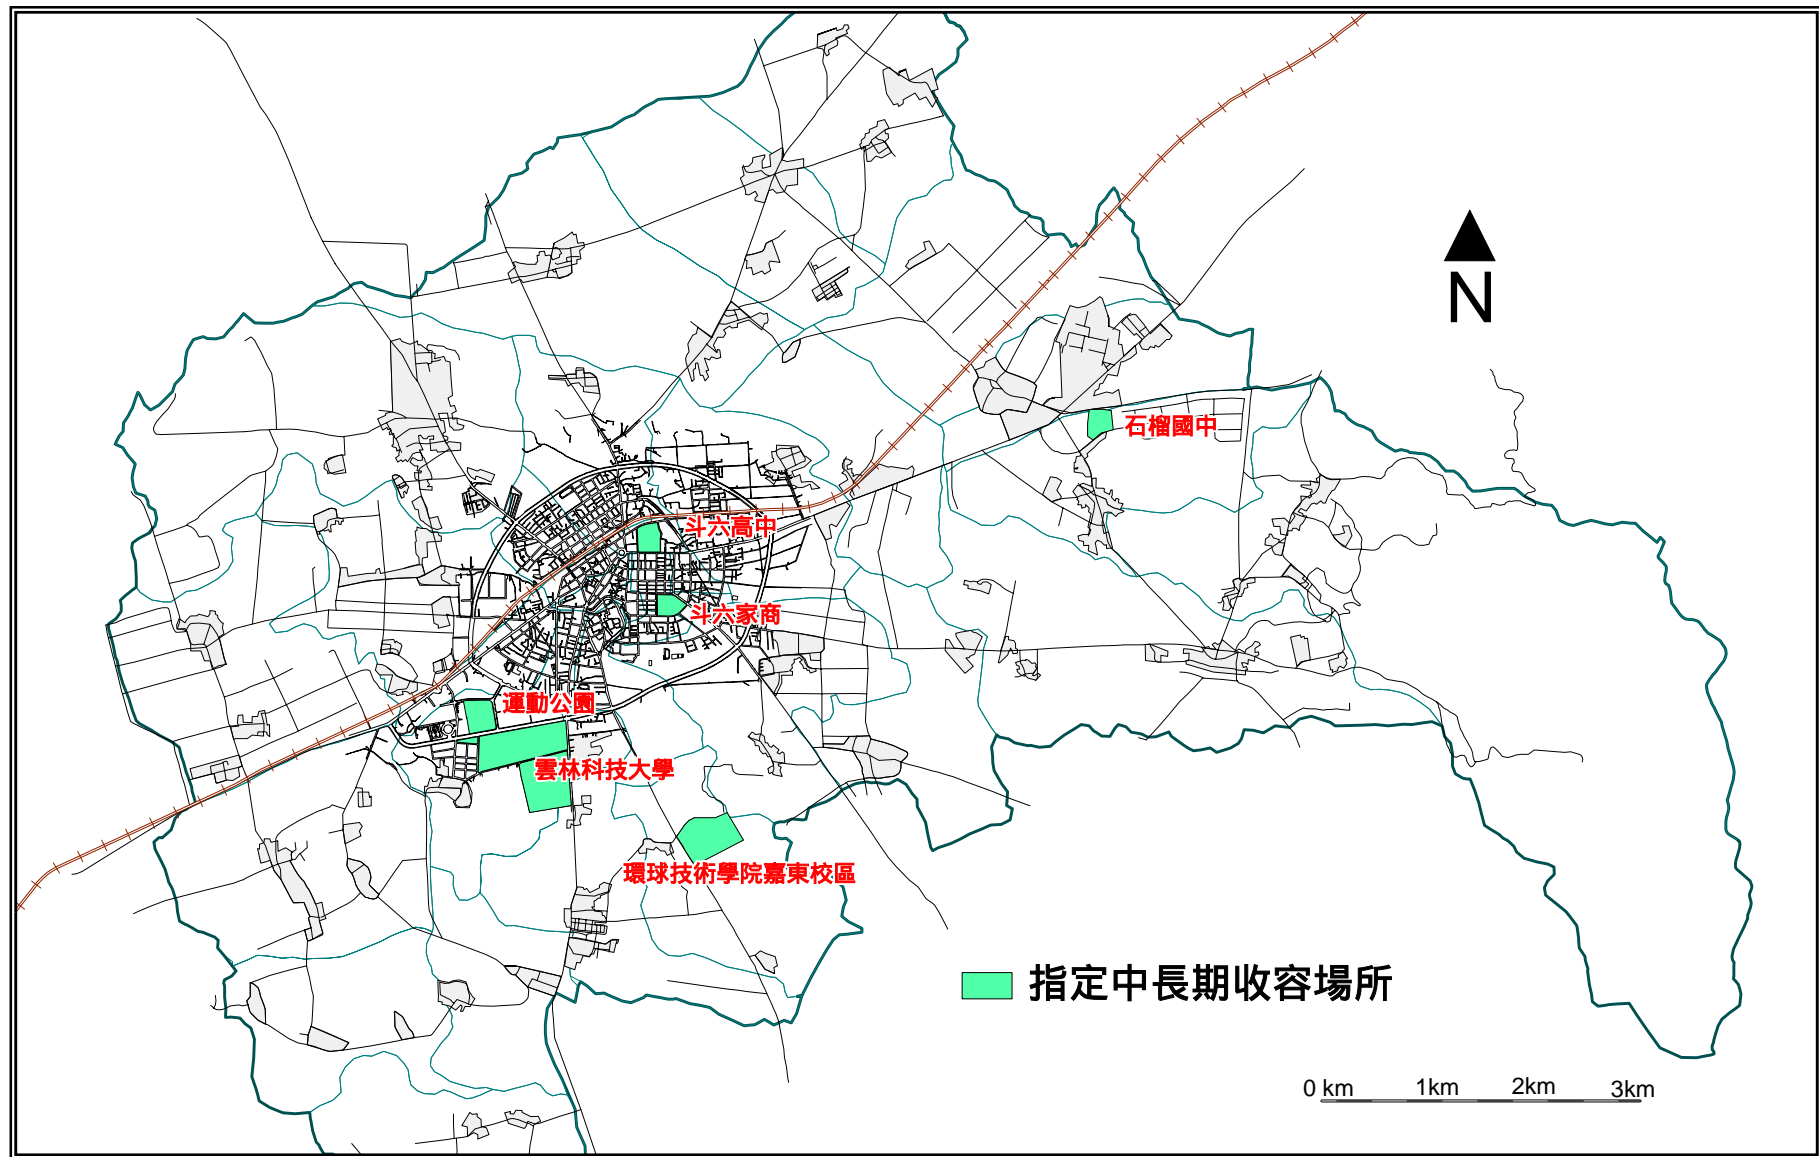 N
石榴國中
斗六高中
斗六家商
運動公園
雲林科技大學
環球技術學院嘉東校區
指定中長期收容場所
0 km 1km 2km 3km